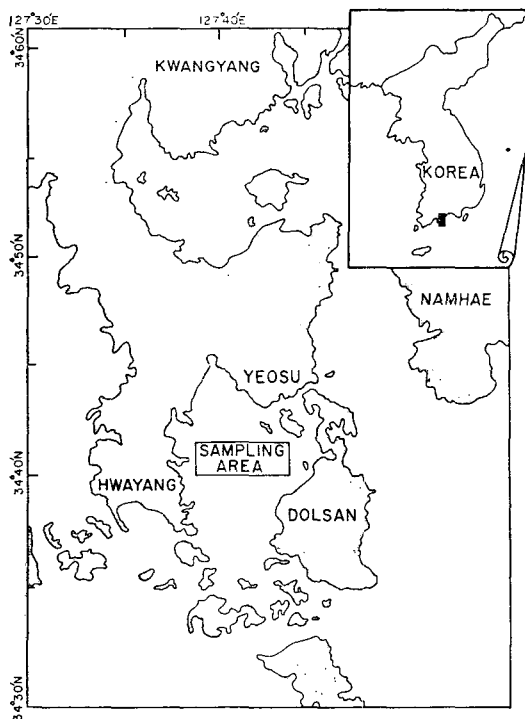 127°30'E
127°40'E
34°60'N
KWANGYANG
KOREA
34°50'N
NAMHAE
YEOSU
SAMPLING
AREA
34°40'N
HWAYANG
DOLSAN
34°30'N